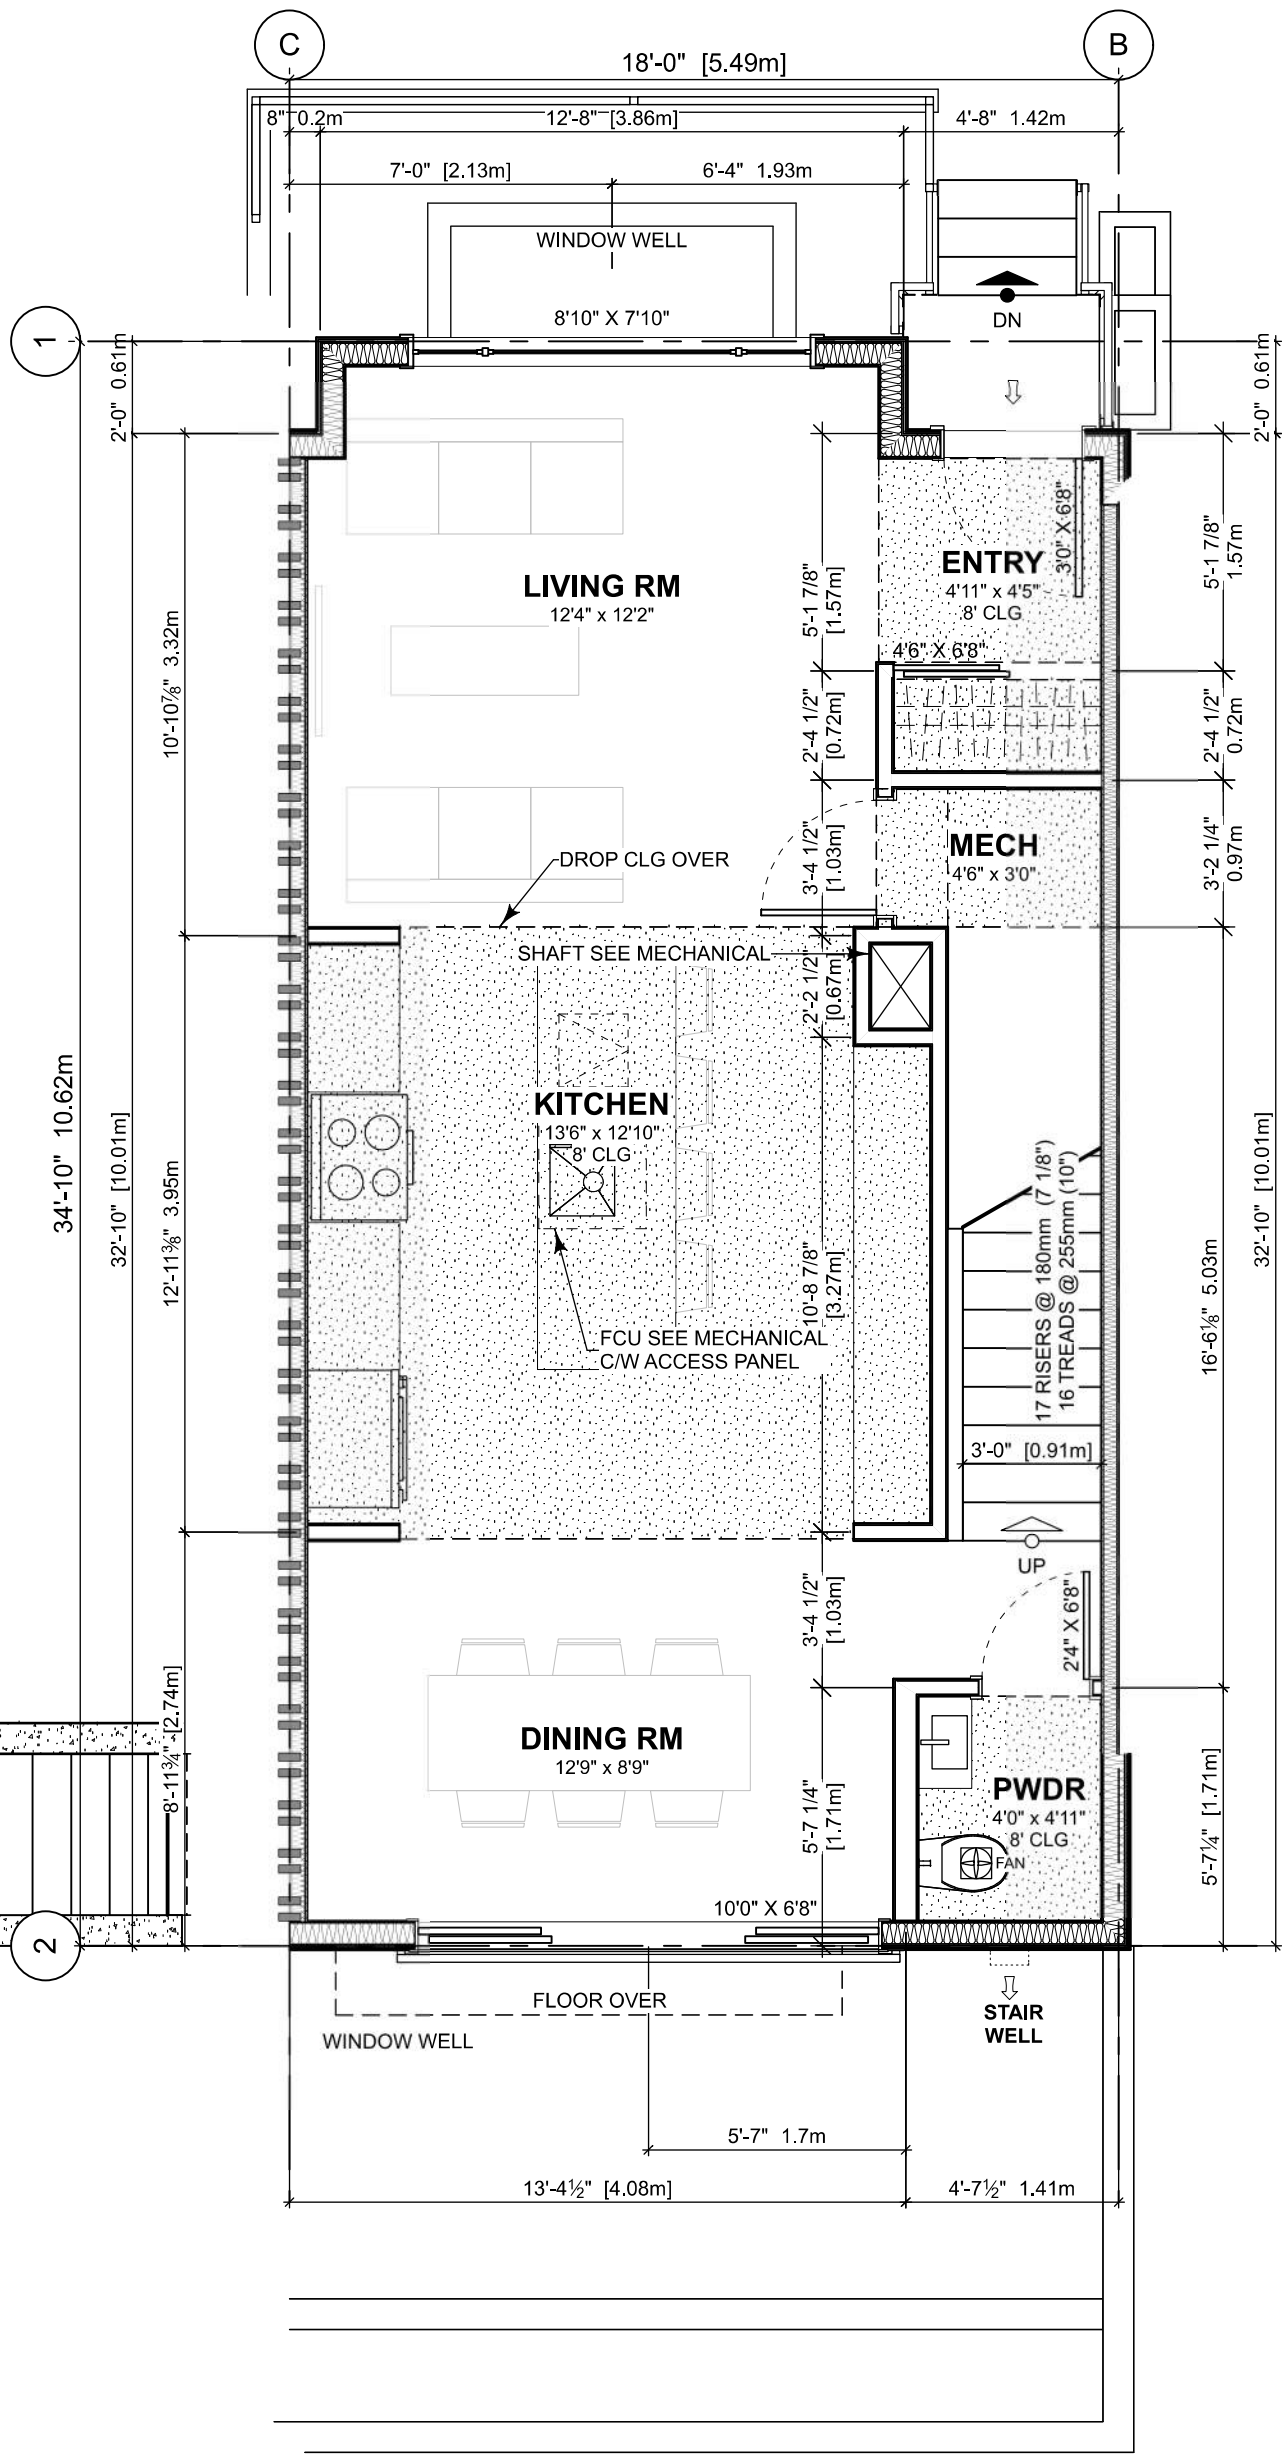 C
B
18'-0" [5.49m]
8" 0.2m
12'-8" [3.86m]
4'-8" 1.42m
7'-0" [2.13m]
6'-4" 1.93m
WINDOW WELL
8'10" X 7'10"
DN
1
2'-0" 0.61m
2'-0" 0.61m
3'0" X 6'8"
ENTRY
4'11" x 4'5"
8' CLG
5'-1 7/8"
[1.57m]
5'-1 7/8"
1.57m
LIVING RM
12'4" x 12'2"
4'6" X 6'8"
10'-10⅞" 3.32m
2'-4 1/2"
[0.72m]
2'-4 1/2"
0.72m
MECH
4'6" x 3'0"
3'-4 1/2"
[1.03m]
3'-2 1/4"
0.97m
DROP CLG OVER
SHAFT SEE MECHANICAL
2'-2 1/2"
[0.67m]
KITCHEN
13'6" x 12'10"
8' CLG
34'-10" 10.62m
32'-10" [10.01m]
12'-11⅜" 3.95m
10'-8 7/8"
[3.27m]
17 RISERS @ 180mm (7 1/8")
16 TREADS @ 255mm (10")
16'-6⅛" 5.03m
32'-10" [10.01m]
FCU SEE MECHANICAL
C/W ACCESS PANEL
3'-0" [0.91m]
UP
3'-4 1/2"
[1.03m]
2'4" X 6'8"
8'-11¾" [2.74m]
DINING RM
12'9" x 8'9"
5'-7 1/4"
[1.71m]
PWDR
4'0" x 4'11"
8' CLG
FAN
5'-7¼" [1.71m]
10'0" X 6'8"
2
FLOOR OVER
WINDOW WELL
STAIR
WELL
5'-7" 1.7m
13'-4½" [4.08m]
4'-7½" 1.41m